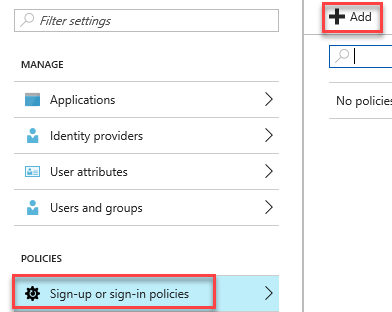 Filter settings
MANAGE
Applications
Identity providers
User attributes
Users and groups
POLICIES
Sign-up or sign-in policies
Add
No policies